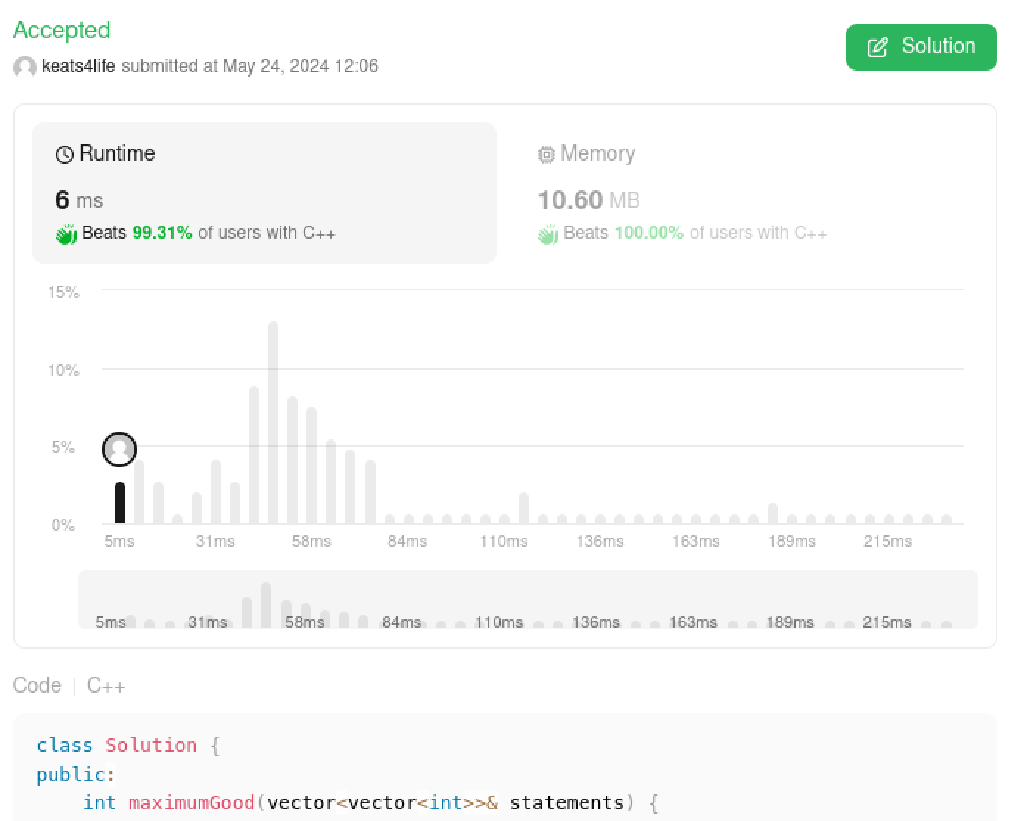 Accepted
Solution
keats4life submitted at May 24, 2024 12:06
Runtime
Memory
6 ms
10.60 MB
Beats 99.31% of users with C++
Beats 100.00% of users with C++
15%
10%
5%
0%
5ms 31ms 58ms 84ms 110ms 136ms 163ms 189ms 215ms
5ms 31ms 58ms 84ms 110ms 136ms 163ms 189ms 215ms
Code | C++
class Solution {
public:
    int maximumGood(vector<vector<int>>& statements) {